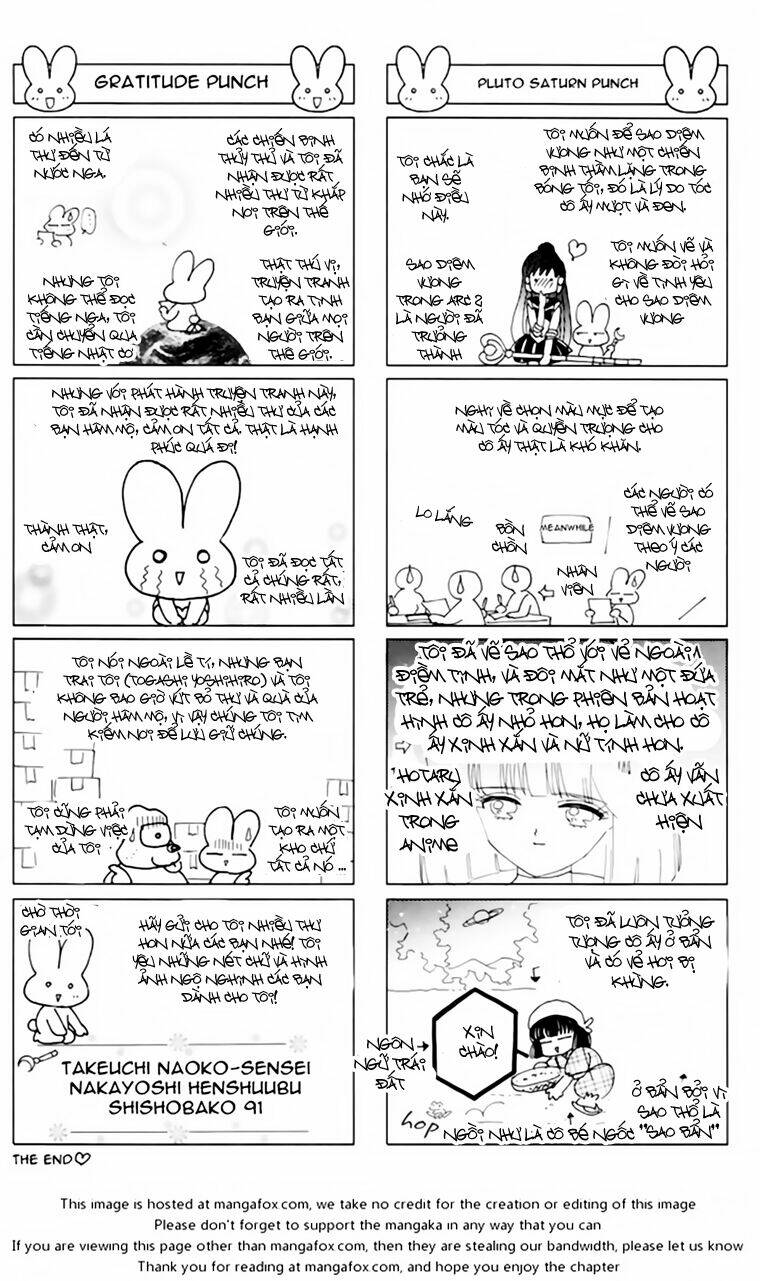 GRATITUDE PUNCH
CÓ NHIỀU LÁ
THƯ ĐẾN TỪ
NƯỚC NGA.
CÁC CHIẾN BINH
THỦY THỦ VÀ TÔI ĐÃ
NHẬN ĐƯỢC RẤT
NHIỀU THƯ TỪ KHẮP
NƠI TRÊN THẾ
GIỚI.
NHƯNG TÔI
KHÔNG THỂ ĐỌC
TIẾNG NGA, TÔI
CẦN CHUYỂN QUA
TIẾNG NHẬT CƠ
THẬT THÚ VỊ,
TRUYỆN TRANH
TẠO RA TÌNH
BẠN GIỮA MỌI
NGƯỜI TRÊN
THẾ GIỚI.
NHƯNG VỚI PHÁT HÀNH TRUYỆN TRANH NÀY,
TÔI ĐÃ NHẬN ĐƯỢC RẤT NHIỀU THƯ CỦA CÁC
BẠN HÂM MỘ, CẢM ƠN TẤT CẢ. THẬT LÀ HẠNH
PHÚC QUÁ ĐI!
THÀNH THẬT,
CẢM ƠN
TÔI ĐÃ ĐỌC TẤT
CẢ CHÚNG RẤT,
RẤT NHIỀU LẦN
TÔI NÓI NGOÀI LỀ TÍ, NHƯNG BẠN
TRAI TÔI (TOGASHI YOSHIHIRO) VÀ TÔI
KHÔNG BAO GIỜ VỨT BỎ THƯ VÀ QUÀ CỦA
NGƯỜI HÂM MỘ, VÌ VẬY CHÚNG TÔI TÌM
KIẾM NƠI ĐỂ LƯU GIỮ CHÚNG.
TÔI CŨNG PHẢI
TẠM DỪNG VIỆC
CỦA TÔI
TÔI MUỐN
TẠO RA MỘT
KHO CHỨ
TẤT CẢ NÓ ...
CHỜ THỜI
GIAN TỚI
HÃY GỬI CHO TÔI NHIỀU THƯ
HƠN NỮA CÁC BẠN NHÉ! TÔI
YÊU NHỮNG NÉT CHỮ VÀ HÌNH
ẢNH NGỘ NGHĨNH CÁC BẠN
DÀNH CHO TÔI!
TAKEUCHI NAOKO-SENSEI
NAKAYOSHI HENSHUUBU
SHISHOBAKO 91
THE END♡
PLUTO SATURN PUNCH
TÔI CHẮC LÀ
BẠN SẼ
NHỚ ĐIỀU
NÀY.
TÔI MUỐN ĐỂ SAO DIÊM
VƯƠNG NHƯ MỘT CHIẾN
BINH THẦM LẶNG TRONG
BÓNG TỐI, ĐÓ LÀ LÝ DO TÓC
CÔ ẤY MƯỢT VÀ ĐEN.
SAO DIÊM
VƯƠNG
TRONG ARC 2
LÀ NGƯỜI ĐÃ
TRƯỞNG
THÀNH
TÔI MUỐN VẼ VÀ
KHÔNG ĐÒI HỎI
GÌ VỀ TÌNH YÊU
CHO SAO DIÊM
VƯƠNG
NGHĨ VỀ CHỌN MÀU MỰC ĐỂ TẠO
MÀU TÓC VÀ QUYỀN TRƯỢNG CHO
CÔ ẤY THẬT LÀ KHÓ KHĂN.
LO LẮNG
BỒN
CHỒN
MEANWHILE
CÁC NGƯỜI CÓ
THỂ VẼ SAO
DIÊM VƯƠNG
THEO Ý CÁC
NGƯỜI
NHÂN
VIÊN
TÔI ĐÃ VẼ SAO THỔ VỚI VẺ NGOÀI
ĐIỀM TĨNH, VÀ ĐÔI MẮT NHƯ MỘT ĐỨA
TRẺ, NHƯNG TRONG PHIÊN BẢN HOẠT
HÌNH CÔ ẤY NHỎ HƠN, HỌ LÀM CHO CÔ
ẤY XINH XẮN VÀ NỮ TÍNH HƠN.
HOTARU
XINH XẮN
TRONG
ANIME
CÔ ẤY VẪN
CHƯA XUẤT
HIỆN
TÔI ĐÃ LUÔN TƯỞNG
TƯỢNG CÔ ẤY Ở BẨN
VÀ CÓ VẺ HƠI BỊ
KHÙNG.
XIN
CHÀO!
NGÔN
NGỮ TRÁI
ĐẤT
Ở BẨN BỞI VÌ
SAO THỔ LÀ
"SAO BẨN"
hop
NGỒI NHƯ LÀ CÔ BÉ NGỐC
This image is hosted at mangafox.com, we take no credit for the creation or editing of this image
Please don't forget to support the mangaka in any way that you can
If you are viewing this page other than mangafox.com, then they are stealing our bandwidth, please let us know
Thank you for reading at mangafox.com, and hope you enjoy the chapter